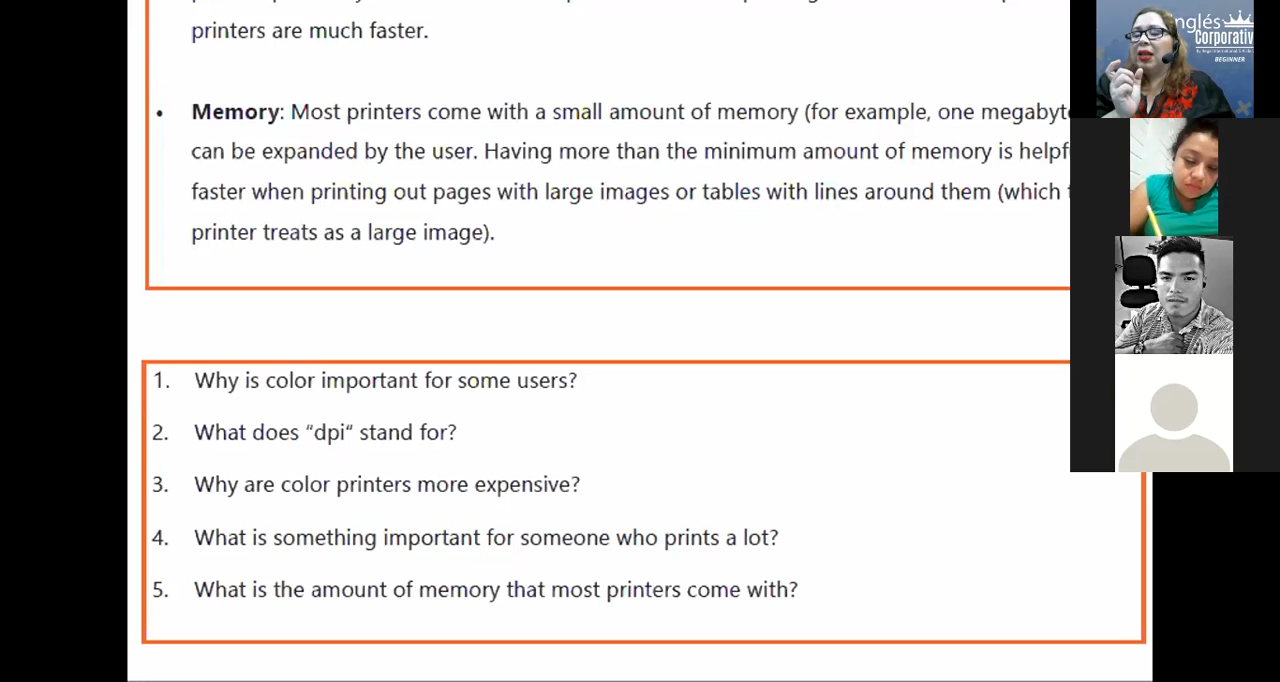 printers are much faster.
• Memory: Most printers come with a small amount of memory (for example, one megabyt
can be expanded by the user. Having more than the minimum amount of memory is helpf
faster when printing out pages with large images or tables with lines around them (which
printer treats as a large image).
1. Why is color important for some users?
2. What does “dpi“ stand for?
3. Why are color printers more expensive?
4. What is something important for someone who prints a lot?
5. What is the amount of memory that most printers come with?
nglés
Corporativ
BEGINNER